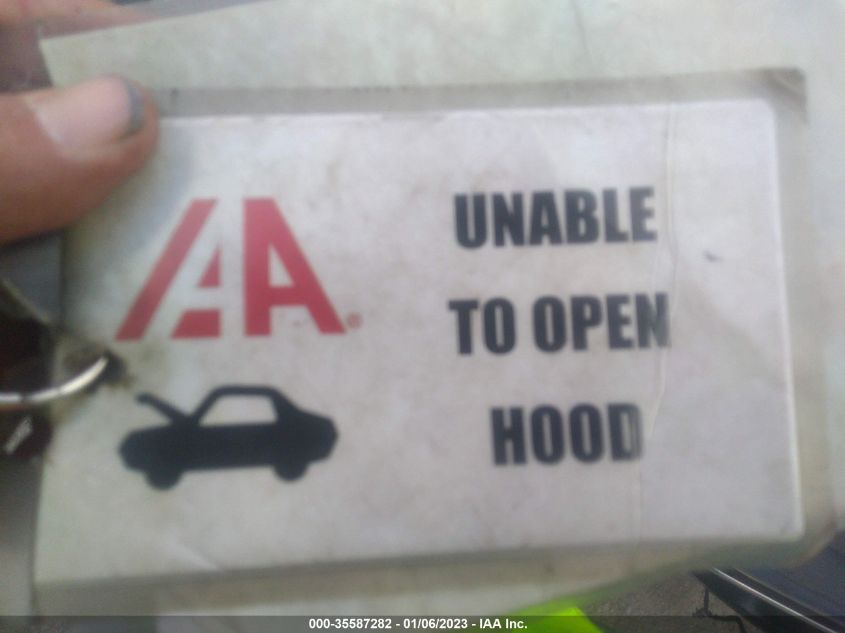 IAA®
UNABLE
TO OPEN
HOOD
000-35587282 - 01/06/2023 - IAA Inc.